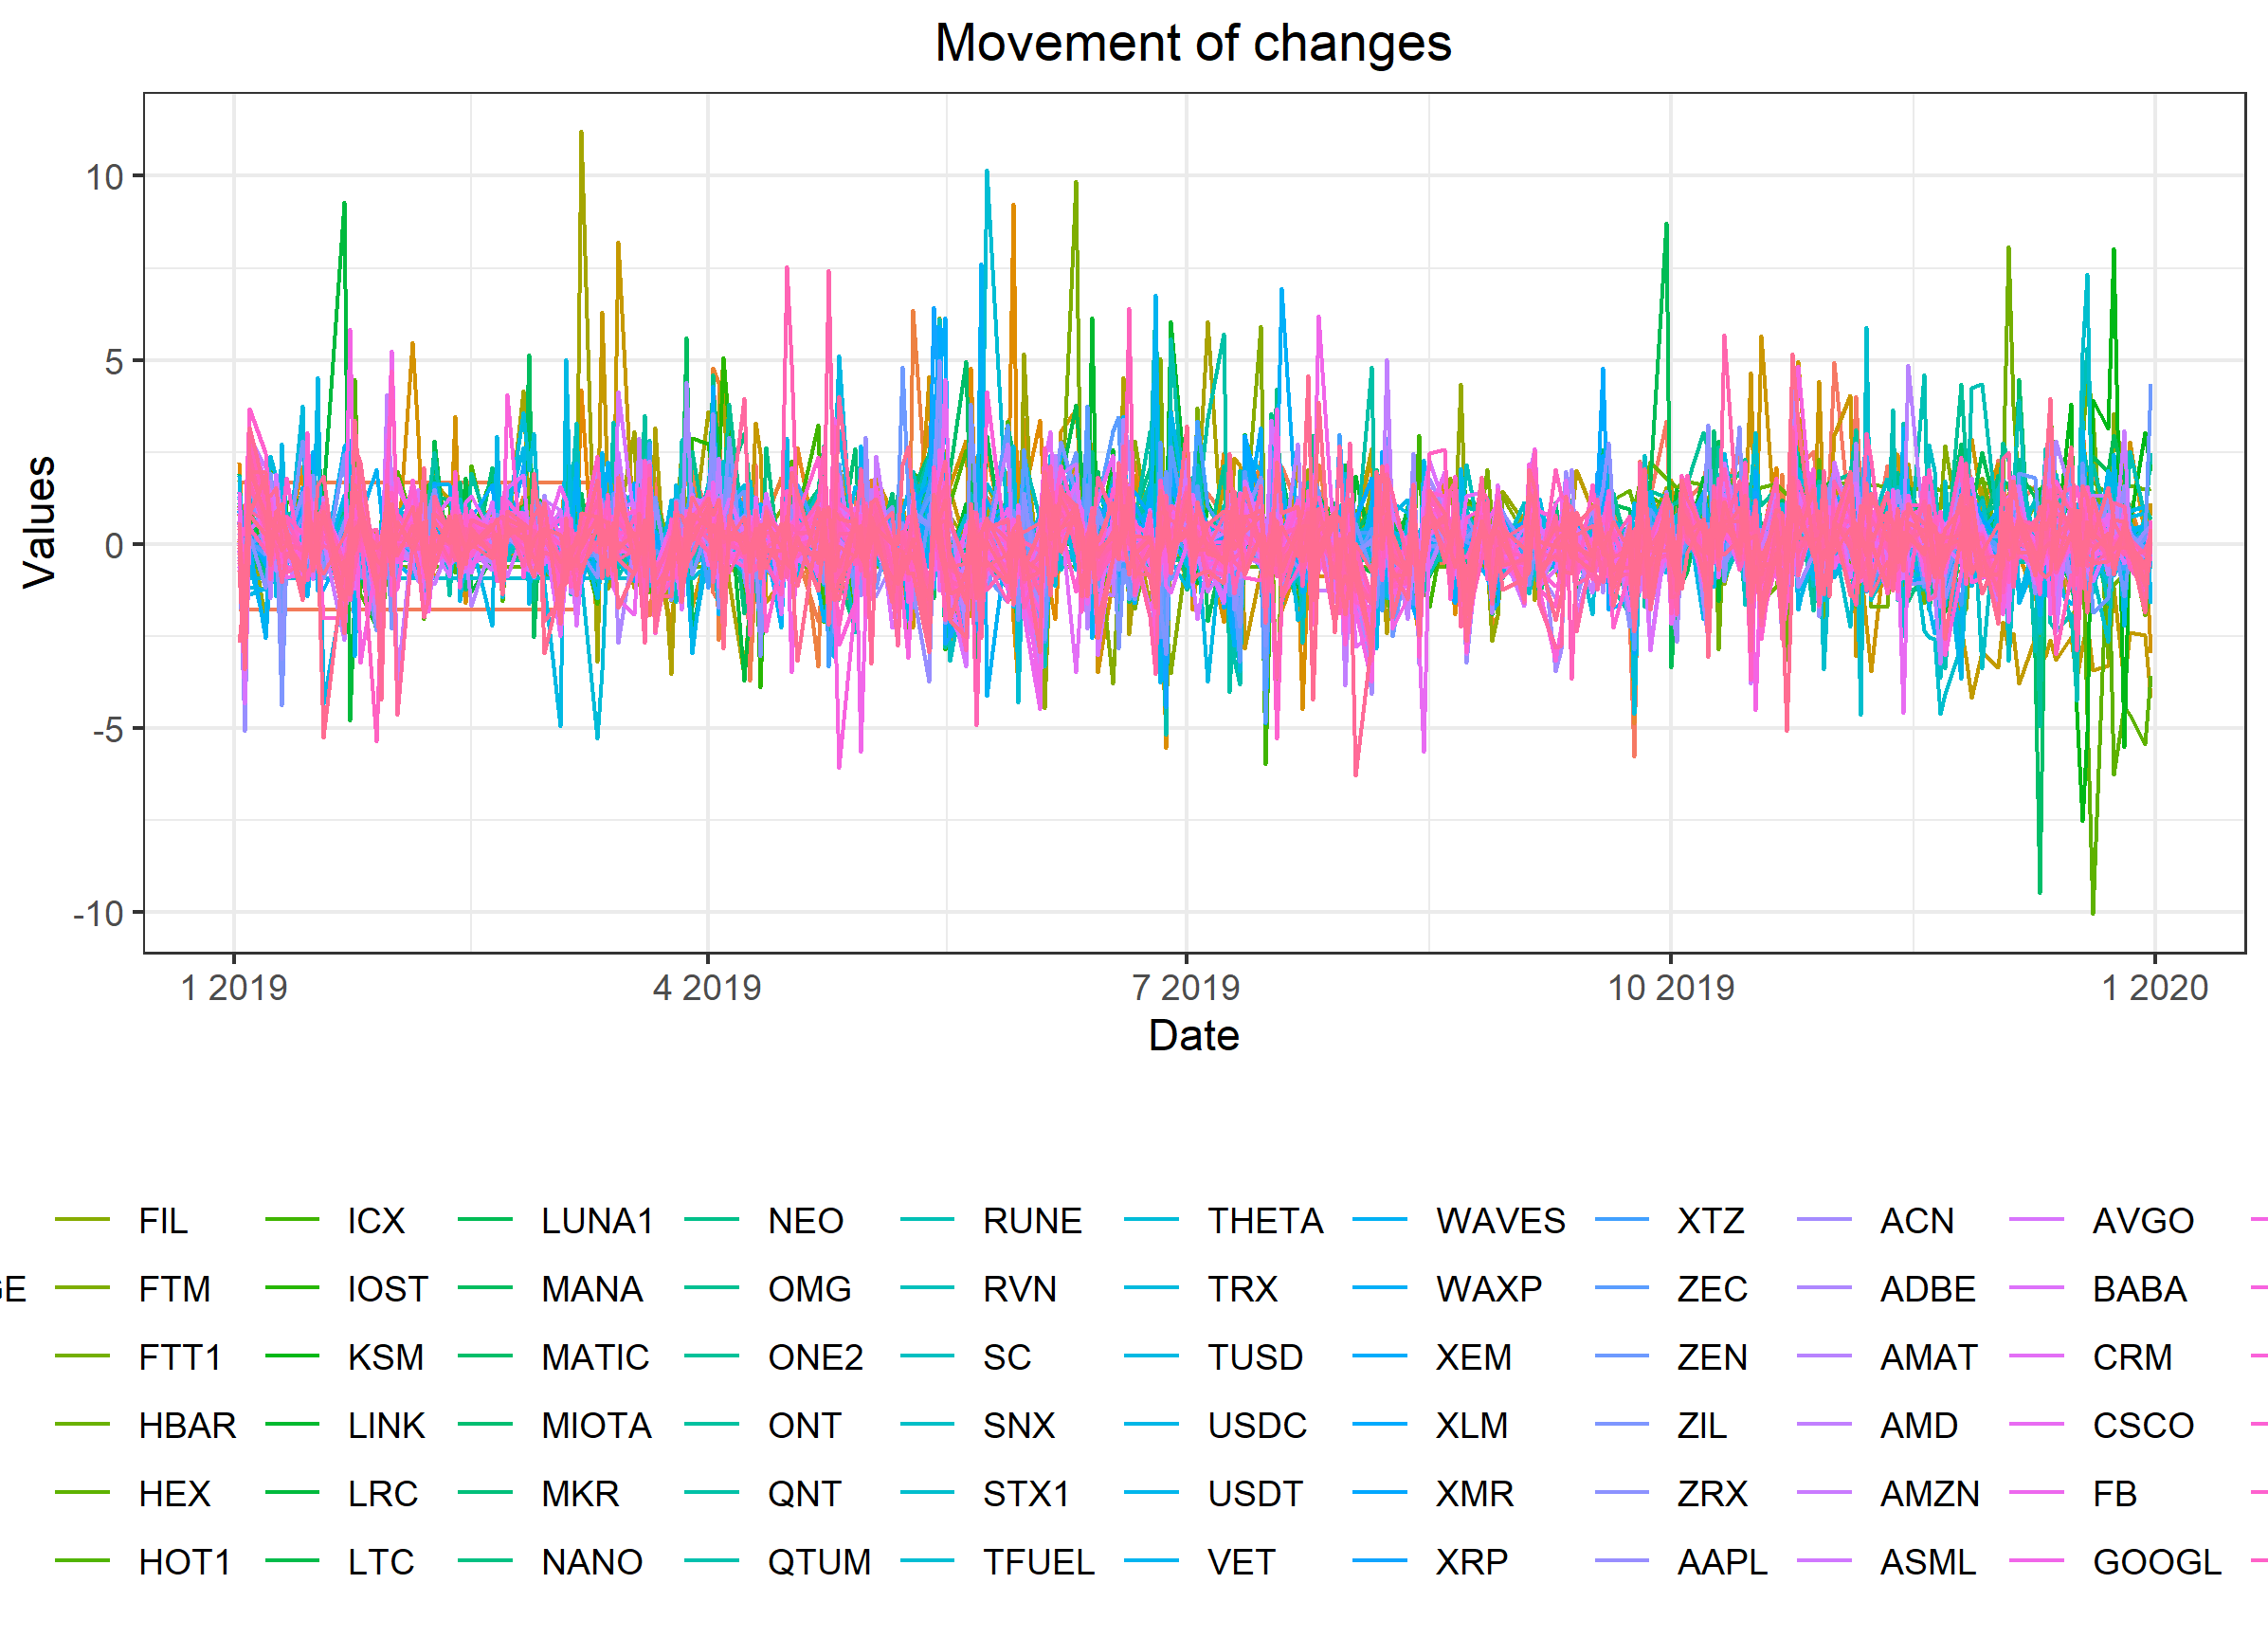 Movement of changes
10
5
0
-5
-10
Values
1 2019 4 2019 7 2019 10 2019 1 2020
Date
FIL ICX LUNA1 NEO RUNE THETA WAVES XTZ ACN AVGO
GE FTM IOST MANA OMG RVN TRX WAXP ZEC ADBE BABA
FTT1 KSM MATIC ONE2 SC TUSD XEM ZEN AMAT CRM
HBAR LINK MIOTA ONT SNX USDC XLM ZIL AMD CSCO
HEX LRC MKR QNT STX1 USDT XMR ZRX AMZN FB
HOT1 LTC NANO QTUM TFUEL VET XRP AAPL ASML GOOGL